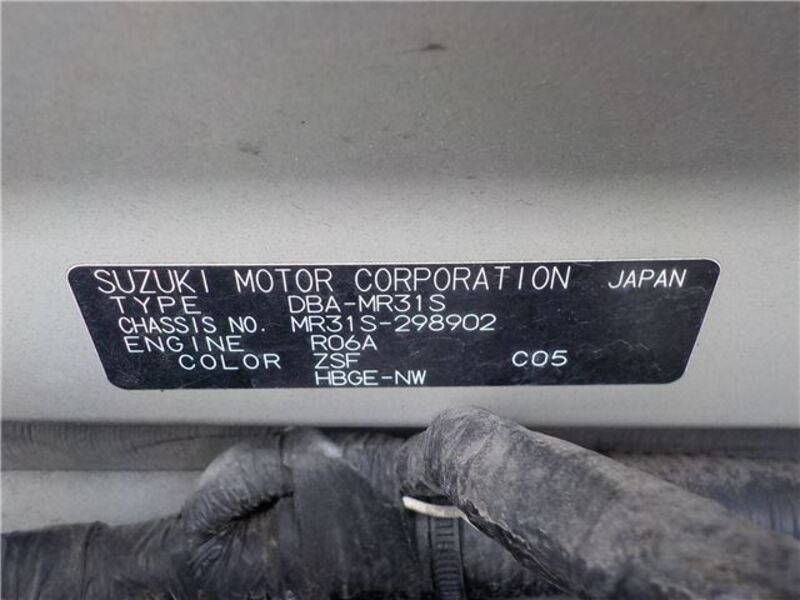 SUZUKI MOTOR CORPORATION JAPAN
TYPE DBA-MR31S
CHASSIS NO. MR31S-298902
ENGINE R06A
COLOR ZSF C05
HBGE-NW